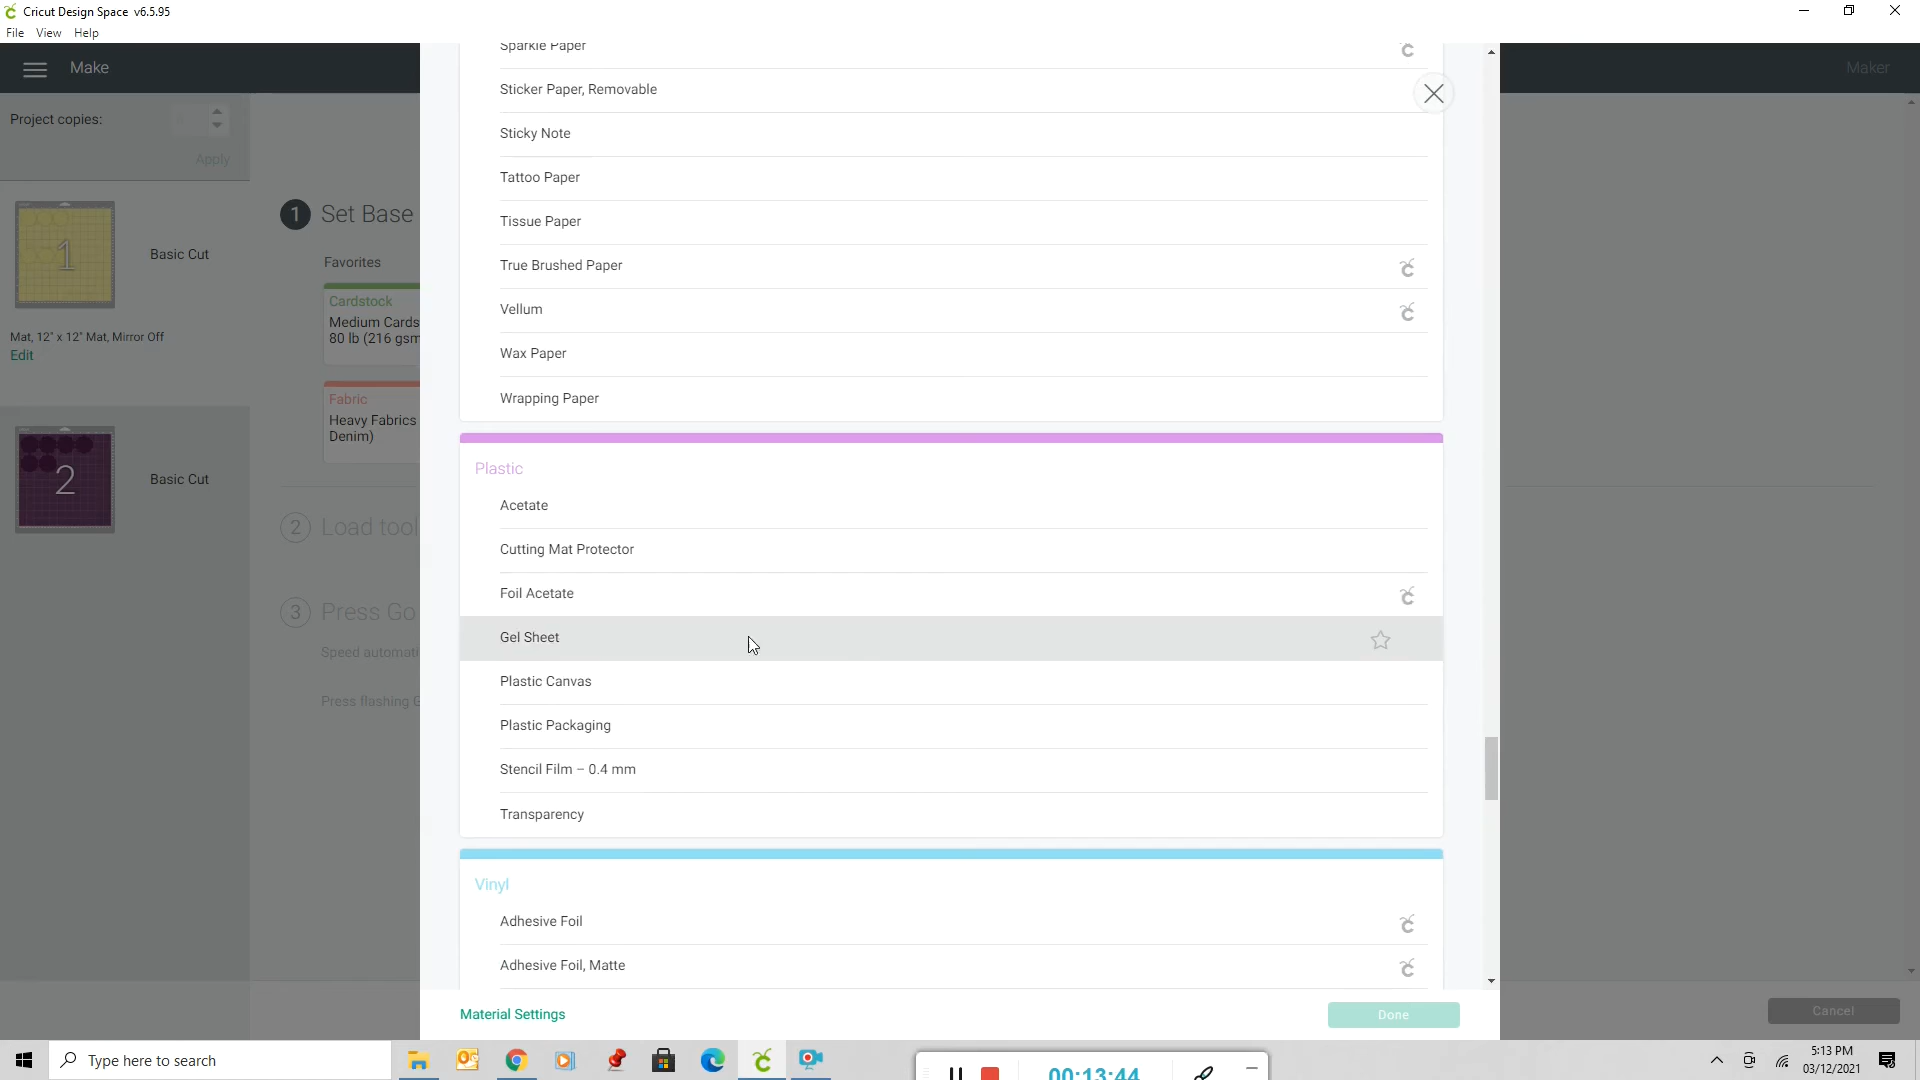 Cricut Design Space v6.5.95
File View Help
Make
Maker
Project copies:
Apply
1
Basic Cut
Mat, 12" x 12" Mat, Mirror Off
Edit
2
Basic Cut
1 Set Base
Favorites
Cardstock
Medium Cards
80 lb (216 gsm
Fabric
Heavy Fabrics
Denim)
2 Load tool
3 Press Go
Speed automati
Press flashing G
Sparkle Paper
Sticker Paper, Removable
Sticky Note
Tattoo Paper
Tissue Paper
True Brushed Paper
Vellum
Wax Paper
Wrapping Paper
Plastic
Acetate
Cutting Mat Protector
Foil Acetate
Gel Sheet
Plastic Canvas
Plastic Packaging
Stencil Film – 0.4 mm
Transparency
Vinyl
Adhesive Foil
Adhesive Foil, Matte
Material Settings
Done
Cancel
Type here to search
00:13:44
5:13 PM
03/12/2021